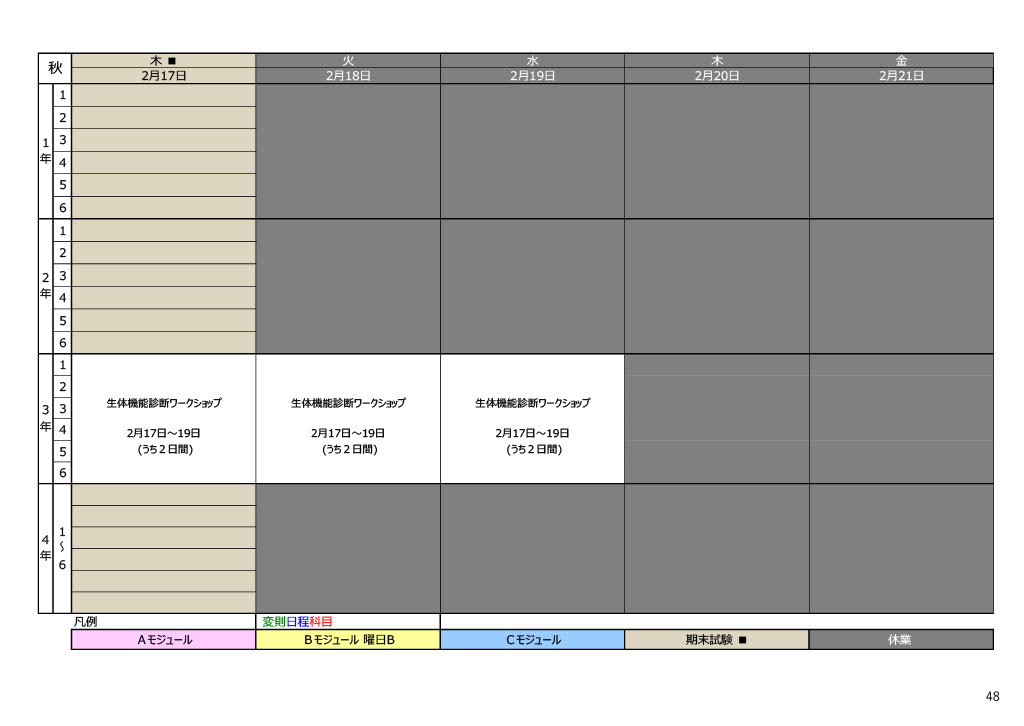 秋 木 ■ 火 水 木 金
2月17日 2月18日 2月19日 2月20日 2月21日
1年
1
2
3
4
5
6
2年
1
2
3
4
5
6
3年
1
2
3
4
5
6
生体機能診断ワークショップ 生体機能診断ワークショップ 生体機能診断ワークショップ
2月17日～19日 2月17日～19日 2月17日～19日
(うち２日間) (うち２日間) (うち２日間)
4年
1
～
6
凡例 変則日程科目
Aモジュール Bモジュール 曜日B Cモジュール 期末試験 ■ 休業
48